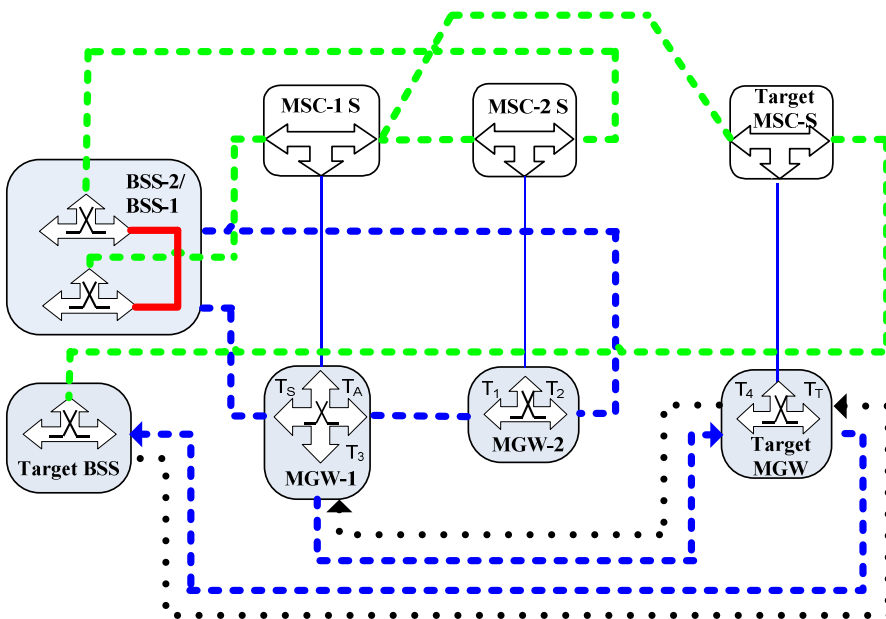 MSC-1 S
MSC-2 S
Target
MSC-S
BSS-2/
BSS-1
Target BSS
TS
TA
T3
MGW-1
T1
T2
MGW-2
T4
TT
Target
MGW